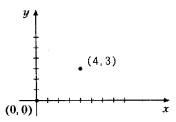 y
(4,3)
(0,0)
x